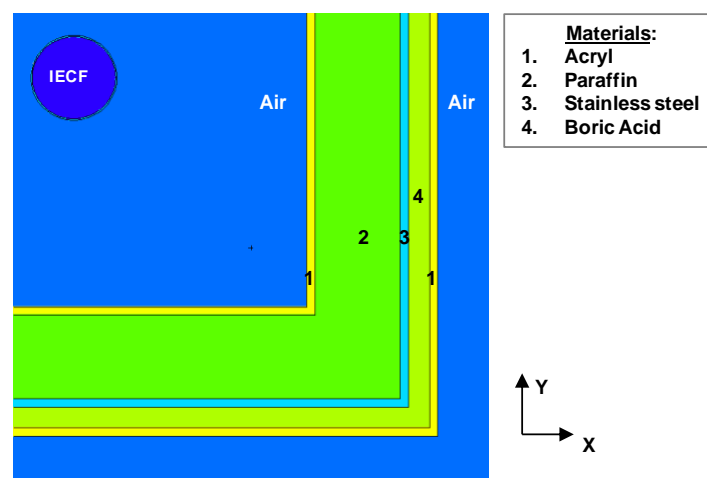 IECF
Air
Air
4
2
3
1
1
Materials:
1. Acryl
2. Paraffin
3. Stainless steel
4. Boric Acid
Y
X